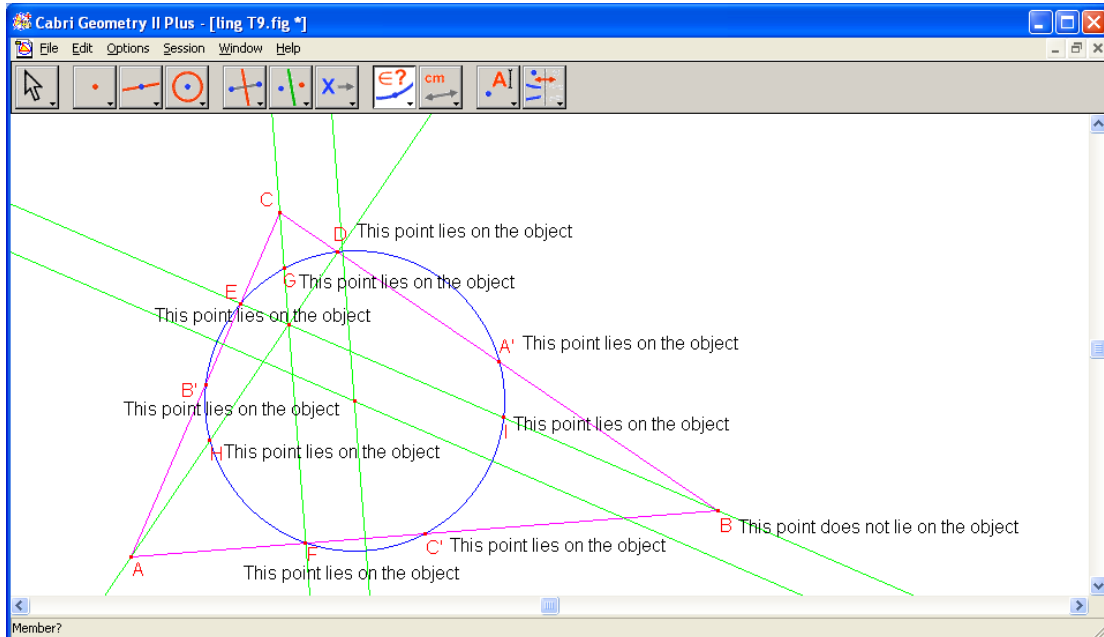 Cabri Geometry II Plus - [ling T9.fig *]
File Edit Options Session Window Help
X
∈?
cm
A
C
D This point lies on the object
G This point lies on the object
E
This point lies on the object
A' This point lies on the object
B'
This point lies on the object
I This point lies on the object
H This point lies on the object
B This point does not lie on the object
C' This point lies on the object
F
A
This point lies on the object
Member?